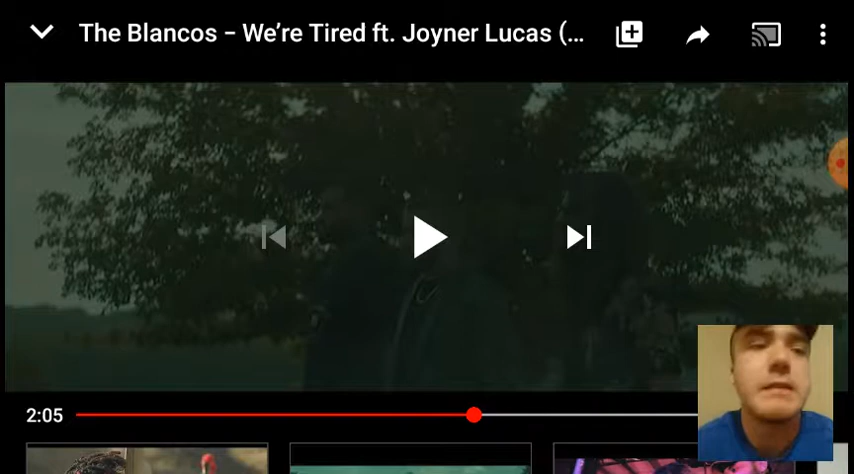 The Blancos – We're Tired ft. Joyner Lucas (...
2:05